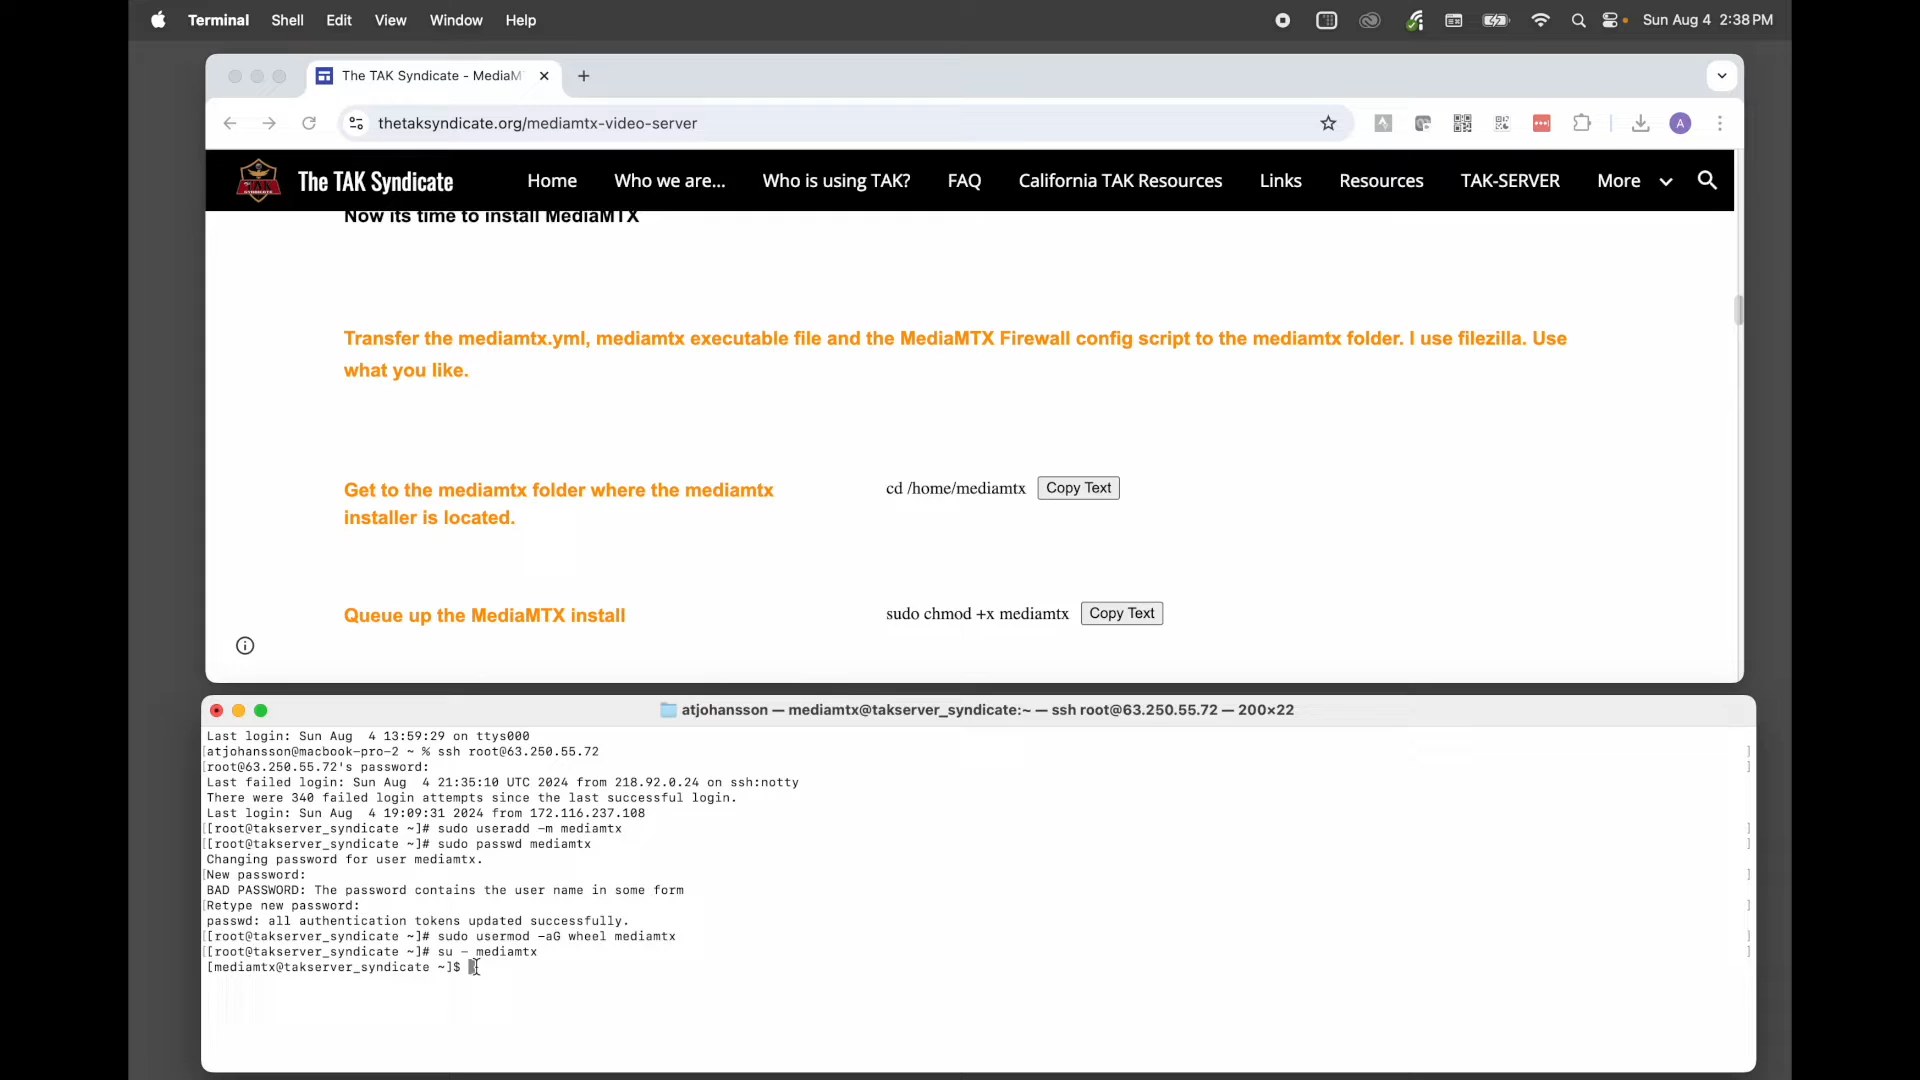 Terminal Shell Edit View Window Help
Sun Aug 4 2:38 PM
The TAK Syndicate - MediaM
thetaksyndicate.org/mediamtx-video-server
A
The TAK Syndicate
Home Who we are... Who is using TAK? FAQ California TAK Resources Links Resources TAK-SERVER More
Now its time to install MediaMTX
Transfer the mediamtx.yml, mediamtx executable file and the MediaMTX Firewall config script to the mediamtx folder. I use filezilla. Use
what you like.
Get to the mediamtx folder where the mediamtx
installer is located.
cd /home/mediamtx Copy Text
Queue up the MediaMTX install
sudo chmod +x mediamtx Copy Text
atjohansson — mediamtx@takserver_syndicate:~ — ssh root@63.250.55.72 — 200×22
Last login: Sun Aug  4 13:59:29 on ttys000
[atjohansson@macbook-pro-2 ~ % ssh root@63.250.55.72 ]
[root@63.250.55.72's password: ]
Last failed login: Sun Aug  4 21:35:10 UTC 2024 from 218.92.0.24 on ssh:notty
There were 340 failed login attempts since the last successful login.
Last login: Sun Aug  4 19:09:31 2024 from 172.116.237.108
[[root@takserver_syndicate ~]# sudo useradd -m mediamtx ]
[[root@takserver_syndicate ~]# sudo passwd mediamtx ]
Changing password for user mediamtx.
[New password: ]
BAD PASSWORD: The password contains the user name in some form
[Retype new password: ]
passwd: all authentication tokens updated successfully.
[[root@takserver_syndicate ~]# sudo usermod -aG wheel mediamtx ]
[[root@takserver_syndicate ~]# su - mediamtx ]
[mediamtx@takserver_syndicate ~]$